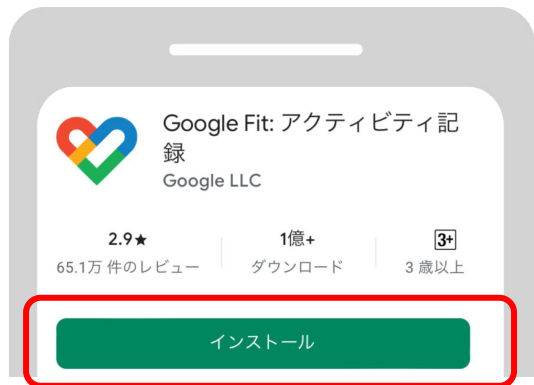 Google Fit: アクティビティ記
録
Google LLC
2.9★ 1億+ 3+
65.1万 件のレビュー ダウンロード 3 歳以上
インストール